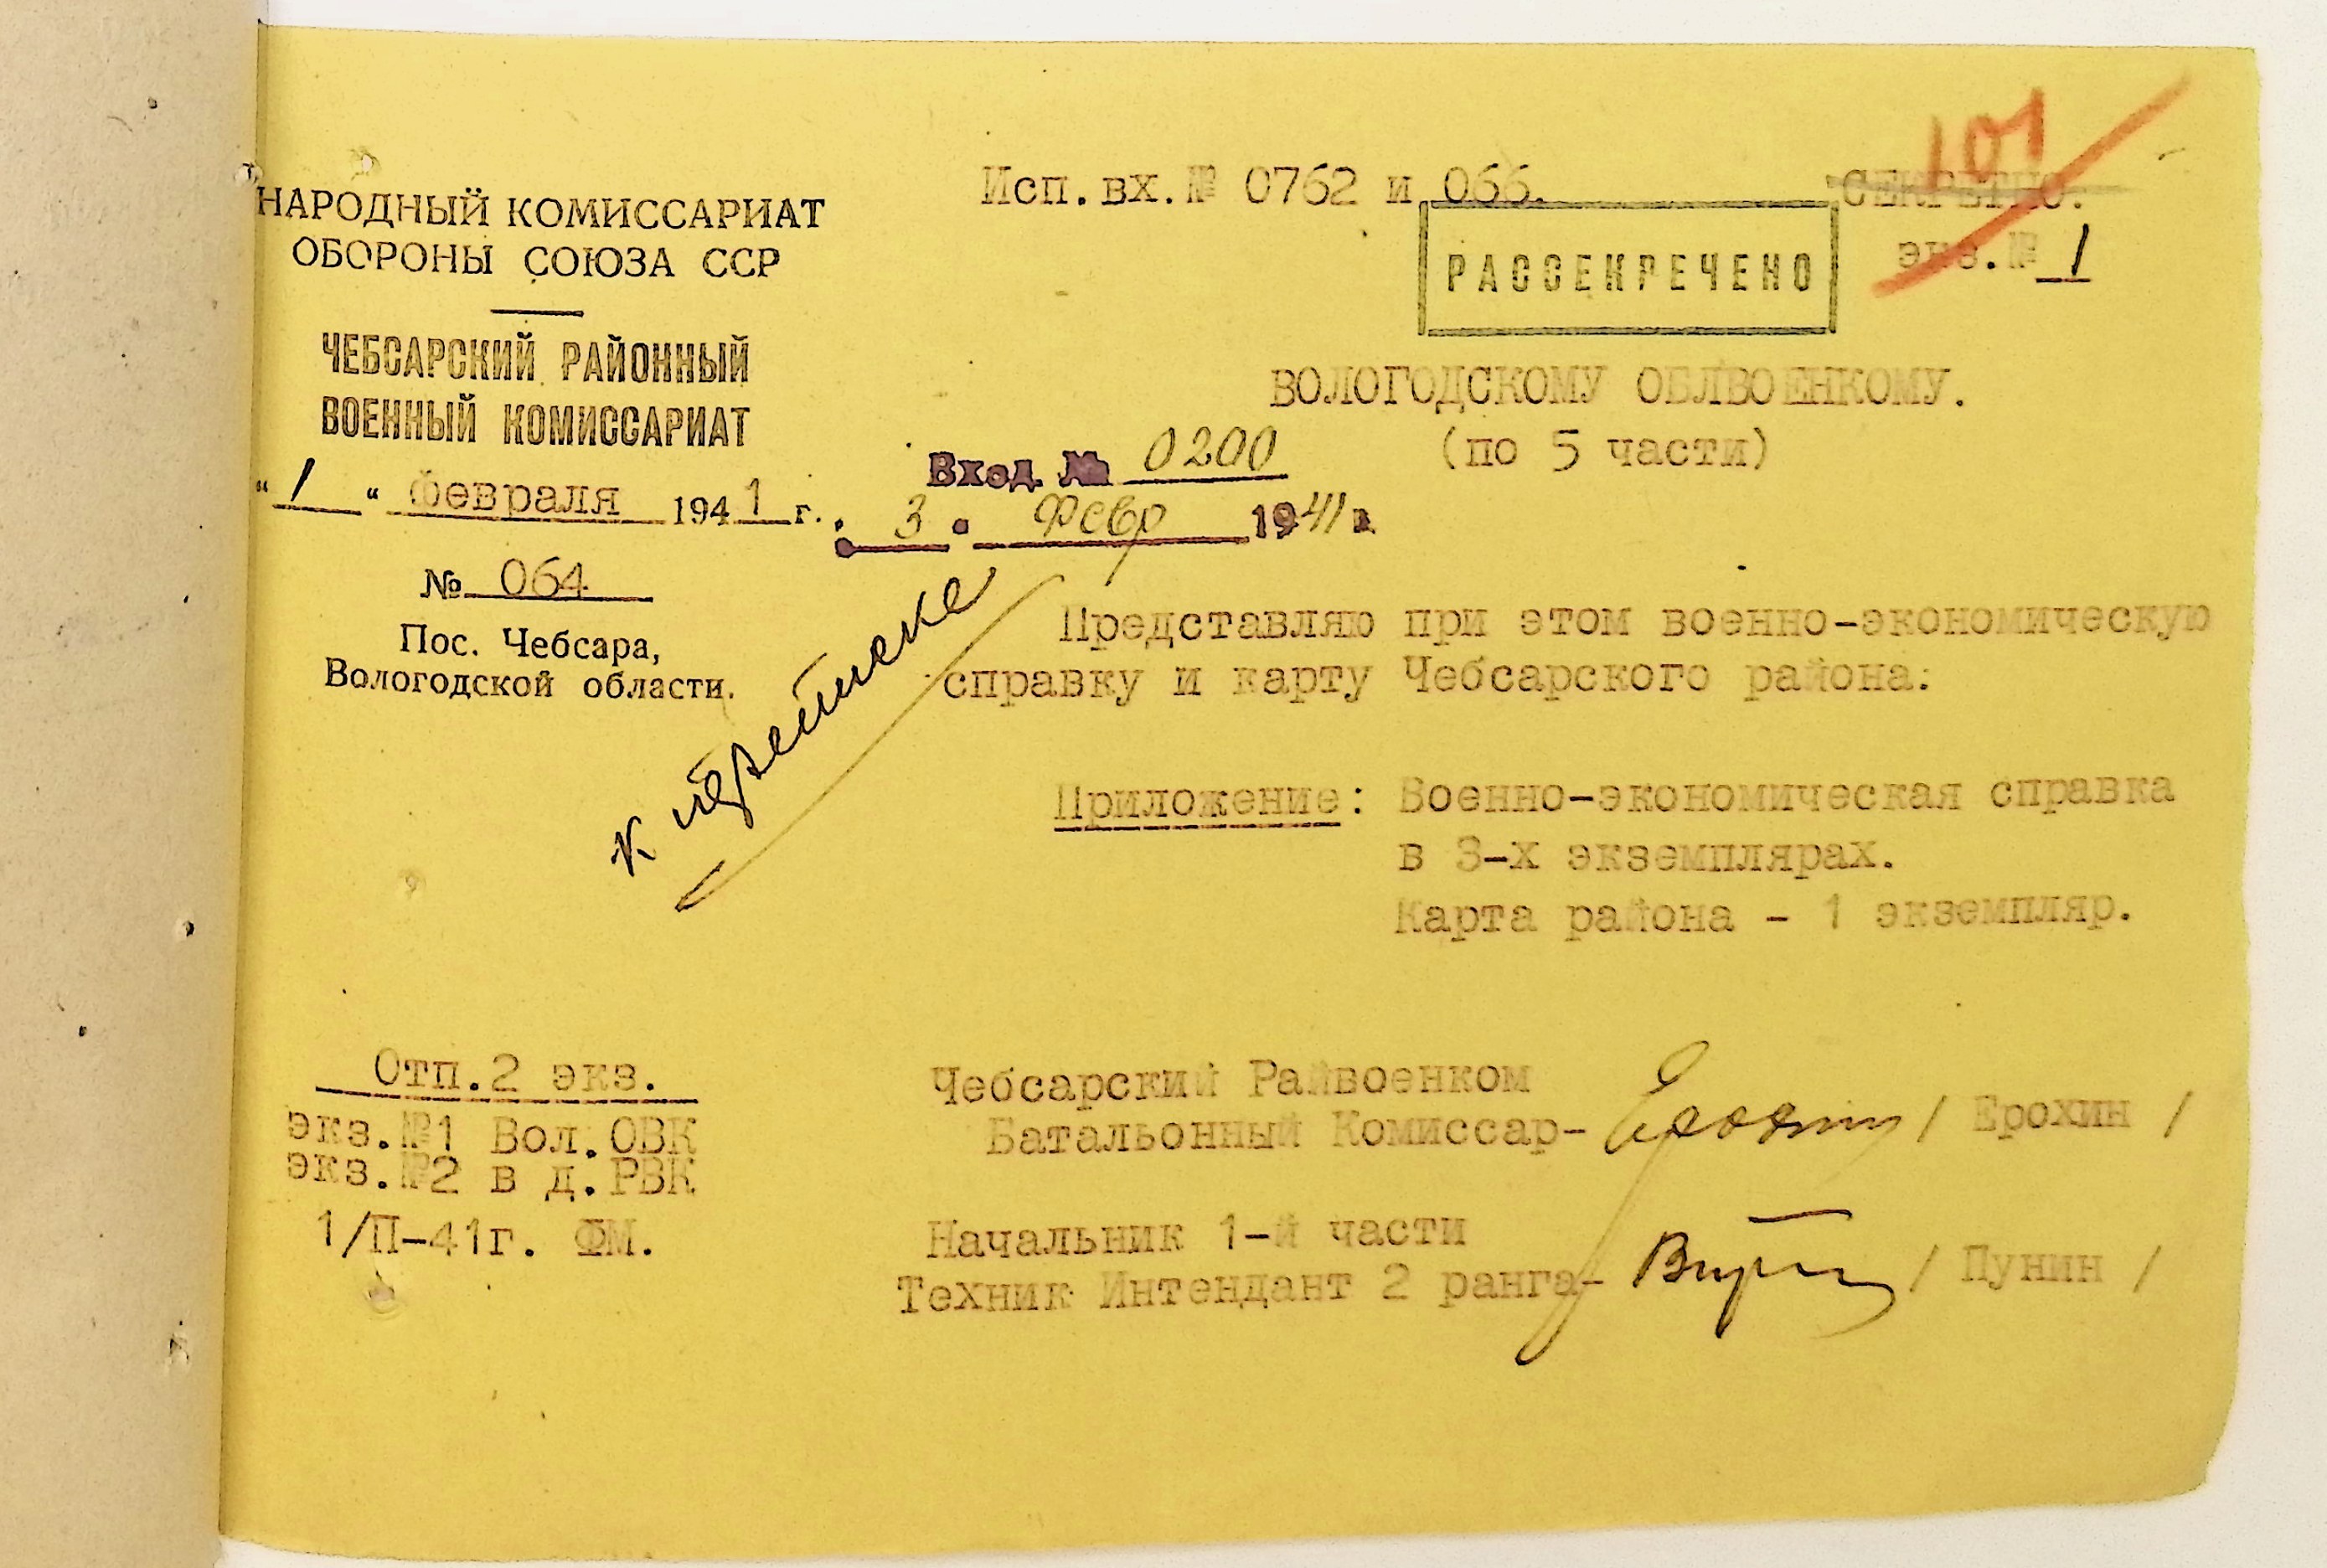 101
Исп.вх.№ 0762 и 066.
СЕКРЕТНО.
экз.№ 1
РАССЕКРЕЧЕНО
НАРОДНЫЙ КОМИССАРИАТ
ОБОРОНЫ СОЮЗА ССР
ЧЕБСАРСКИЙ РАЙОННЫЙ
ВОЕННЫЙ КОМИССАРИАТ
"1" февраля 1941 г.
№ 064
Пос. Чебсара,
Вологодской области.
Вход № 0200
3 Февр 1941 г.
ВОЛОГОДСКОМУ ОБЛВОЕНКОМУ.
(по 5 части)
к переписке
Представляю при этом военно-экономическую
справку и карту Чебсарского района:
Приложение: Военно-экономическая справка
в 3-х экземплярах.
Карта района - 1 экземпляр.
Отп.2 экз.
экз.№1 Вол.ОВК
экз.№2 в д.РВК
1/II-41г. ФМ.
Чебсарский Райвоенком
Батальонный Комиссар- / Ерохин /
Начальник 1-й части
Техник Интендант 2 ранга- / Пунин /